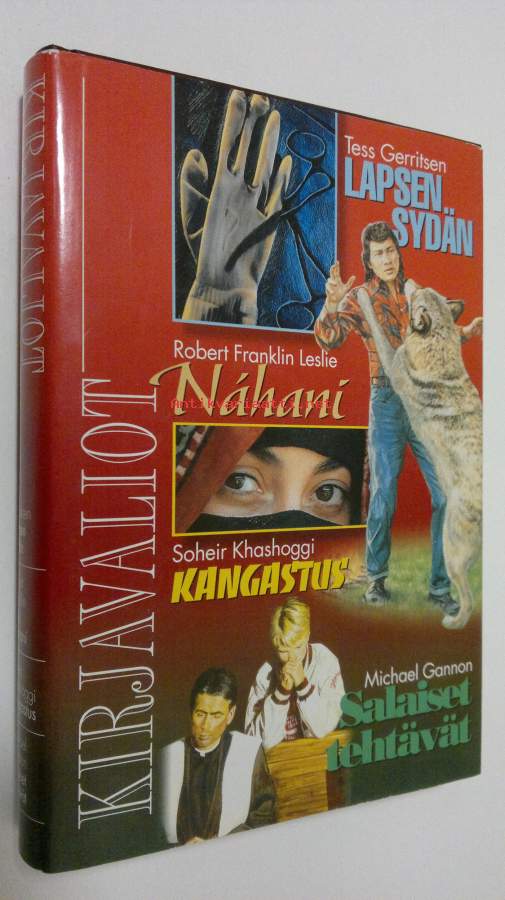 KIRJAVALIOT
KIRJAVALIOT
Tess Gerritsen
LAPSEN
SYDÄN
Robert Franklin Leslie
Náhani
Soheir Khashoggi
KANGASTUS
Michael Gannon
Salaiset
tehtävät